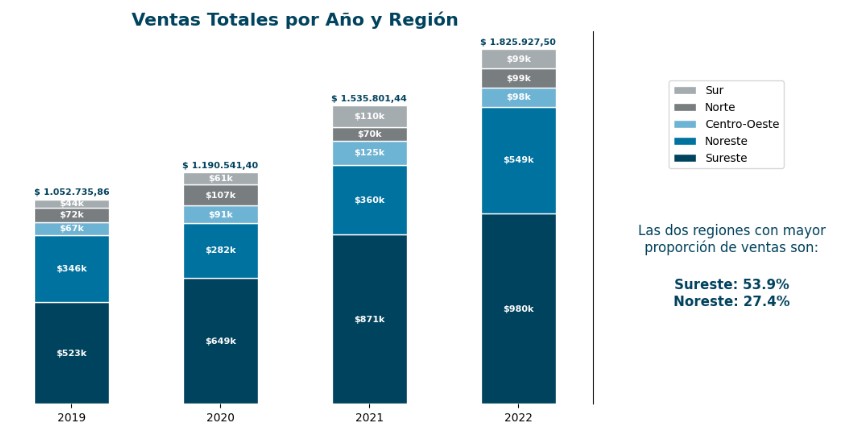 Ventas Totales por Año y Región
$ 1.052.735,86
$44k
$72k
$67k
$346k
$523k
2019
$ 1.190.541,40
$61k
$107k
$91k
$282k
$649k
2020
$ 1.535.801,44
$110k
$70k
$125k
$360k
$871k
2021
$ 1.825.927,50
$99k
$99k
$98k
$549k
$980k
2022
Sur
Norte
Centro-Oeste
Noreste
Sureste
Las dos regiones con mayor
proporción de ventas son:
Sureste: 53.9%
Noreste: 27.4%